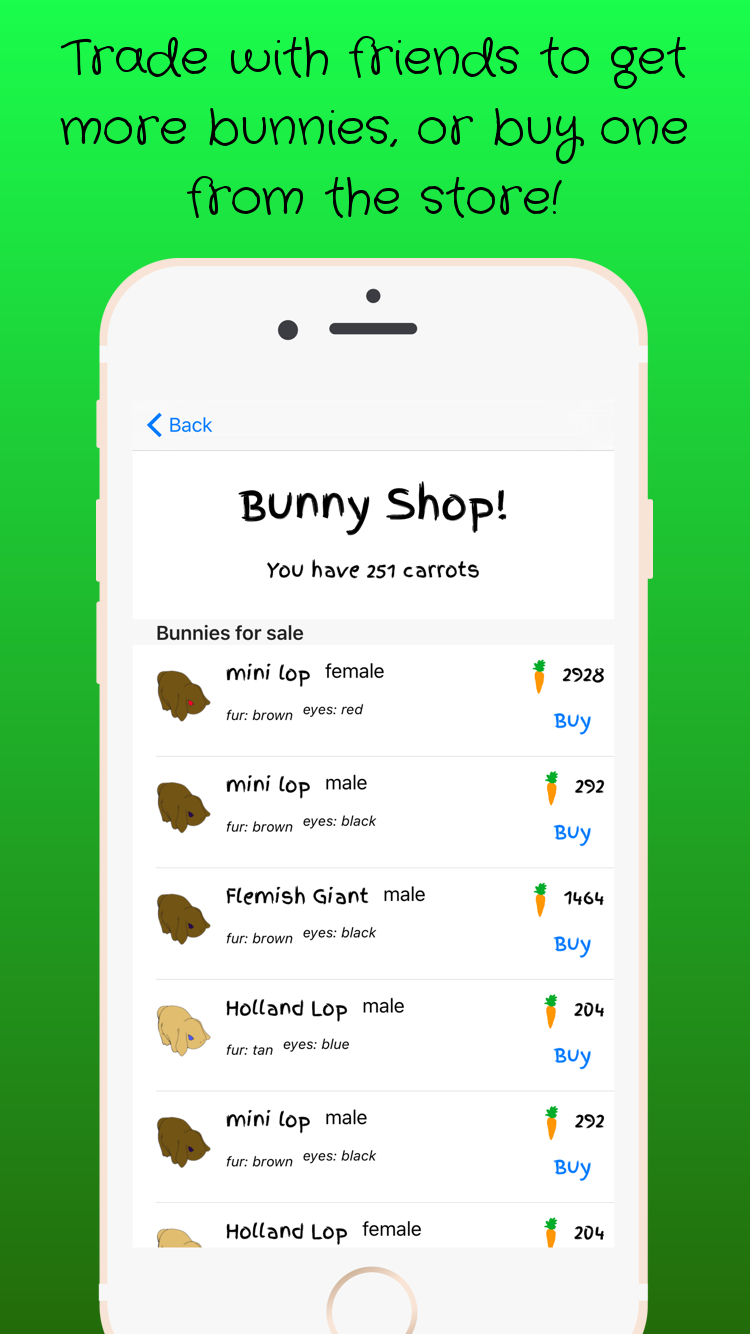 Trade with friends to get
more bunnies, or buy one
from the store!
Back
Bunny Shop!
You have 251 carrots
Bunnies for sale
mini lop female 2928
fur: brown eyes: red Buy
mini lop male 292
fur: brown eyes: black Buy
Flemish Giant male 1464
fur: brown eyes: black Buy
Holland Lop male 204
fur: tan eyes: blue Buy
mini lop male 292
fur: brown eyes: black Buy
Holland Lop female 204